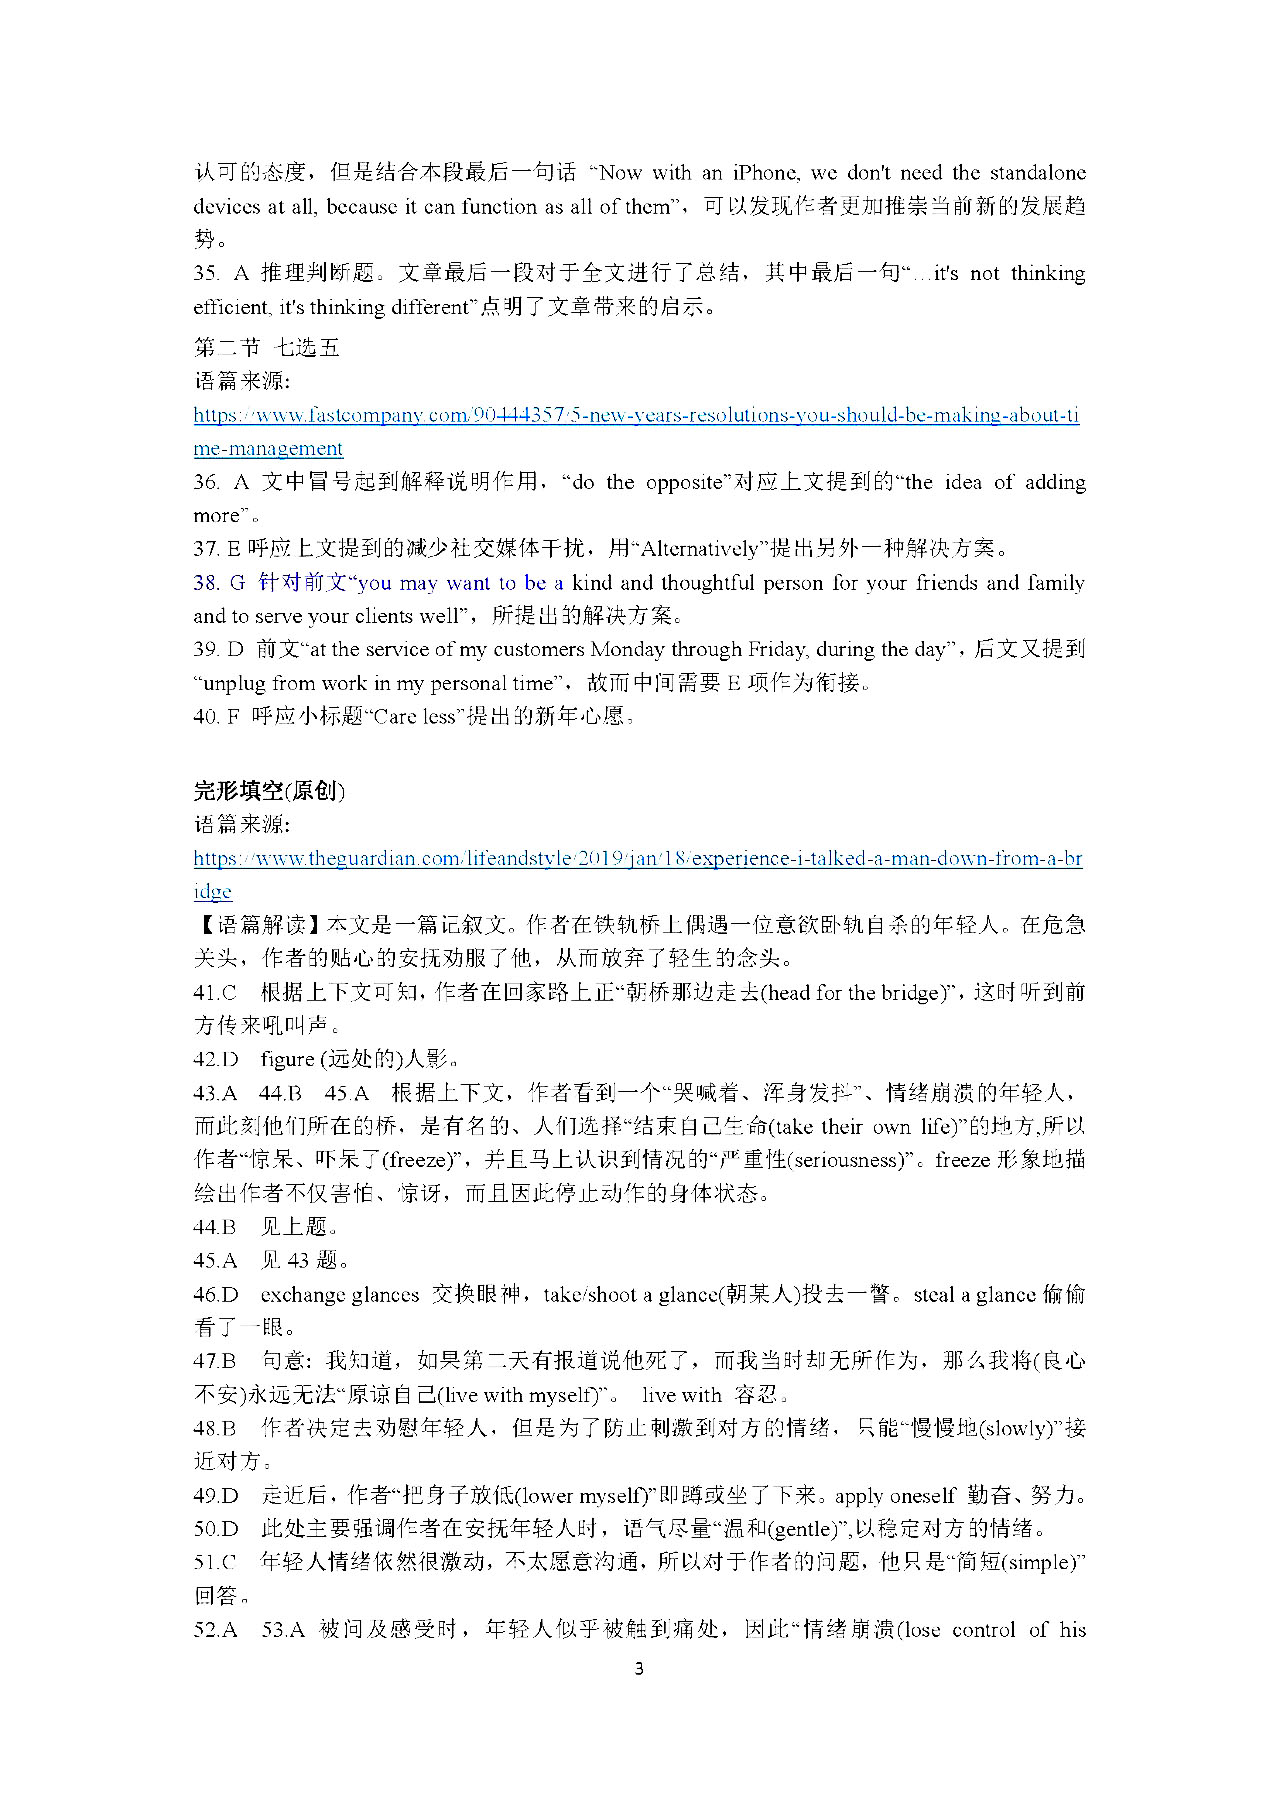 认可的态度，但是结合本段最后一句话 “Now with an iPhone, we don't need the standalone
devices at all, because it can function as all of them”，可以发现作者更加推崇当前新的发展趋
势。
35. A 推理判断题。文章最后一段对于全文进行了总结，其中最后一句“…it's not thinking
efficient, it's thinking different”点明了文章带来的启示。
第二节 七选五
语篇来源:
https://www.fastcompany.com/90444357/5-new-years-resolutions-you-should-be-making-about-ti
me-management
36. A 文中冒号起到解释说明作用，“do the opposite”对应上文提到的“the idea of adding
more”。
37. E 呼应上文提到的减少社交媒体干扰，用“Alternatively”提出另外一种解决方案。
38. G 针对前文“you may want to be a kind and thoughtful person for your friends and family
and to serve your clients well”，所提出的解决方案。
39. D 前文“at the service of my customers Monday through Friday, during the day”，后文又提到
“unplug from work in my personal time”，故而中间需要 E 项作为衔接。
40. F 呼应小标题“Care less”提出的新年心愿。
完形填空(原创)
语篇来源:
https://www.theguardian.com/lifeandstyle/2019/jan/18/experience-i-talked-a-man-down-from-a-br
idge
【语篇解读】本文是一篇记叙文。作者在铁轨桥上偶遇一位意欲卧轨自杀的年轻人。在危急
关头，作者的贴心的安抚劝服了他，从而放弃了轻生的念头。
41.C 根据上下文可知，作者在回家路上正“朝桥那边走去(head for the bridge)”，这时听到前
方传来吼叫声。
42.D figure (远处的)人影。
43.A 44.B 45.A 根据上下文，作者看到一个“哭喊着、浑身发抖”、情绪崩溃的年轻人，
而此刻他们所在的桥，是有名的、人们选择“结束自己生命(take their own life)”的地方,所以
作者“惊呆、吓呆了(freeze)”，并且马上认识到情况的“严重性(seriousness)”。freeze 形象地描
绘出作者不仅害怕、惊讶，而且因此停止动作的身体状态。
44.B 见上题。
45.A 见 43 题。
46.D exchange glances 交换眼神，take/shoot a glance(朝某人)投去一瞥。steal a glance 偷偷
看了一眼。
47.B 句意: 我知道，如果第二天有报道说他死了，而我当时却无所作为，那么我将(良心
不安)永远无法“原谅自己(live with myself)”。 live with 容忍。
48.B 作者决定去劝慰年轻人，但是为了防止刺激到对方的情绪，只能“慢慢地(slowly)”接
近对方。
49.D 走近后，作者“把身子放低(lower myself)”即蹲或坐了下来。apply oneself 勤奋、努力。
50.D 此处主要强调作者在安抚年轻人时，语气尽量“温和(gentle)”,以稳定对方的情绪。
51.C 年轻人情绪依然很激动，不太愿意沟通，所以对于作者的问题，他只是“简短(simple)”
回答。
52.A 53.A 被问及感受时，年轻人似乎被触到痛处，因此“情绪崩溃(lose control of his
3